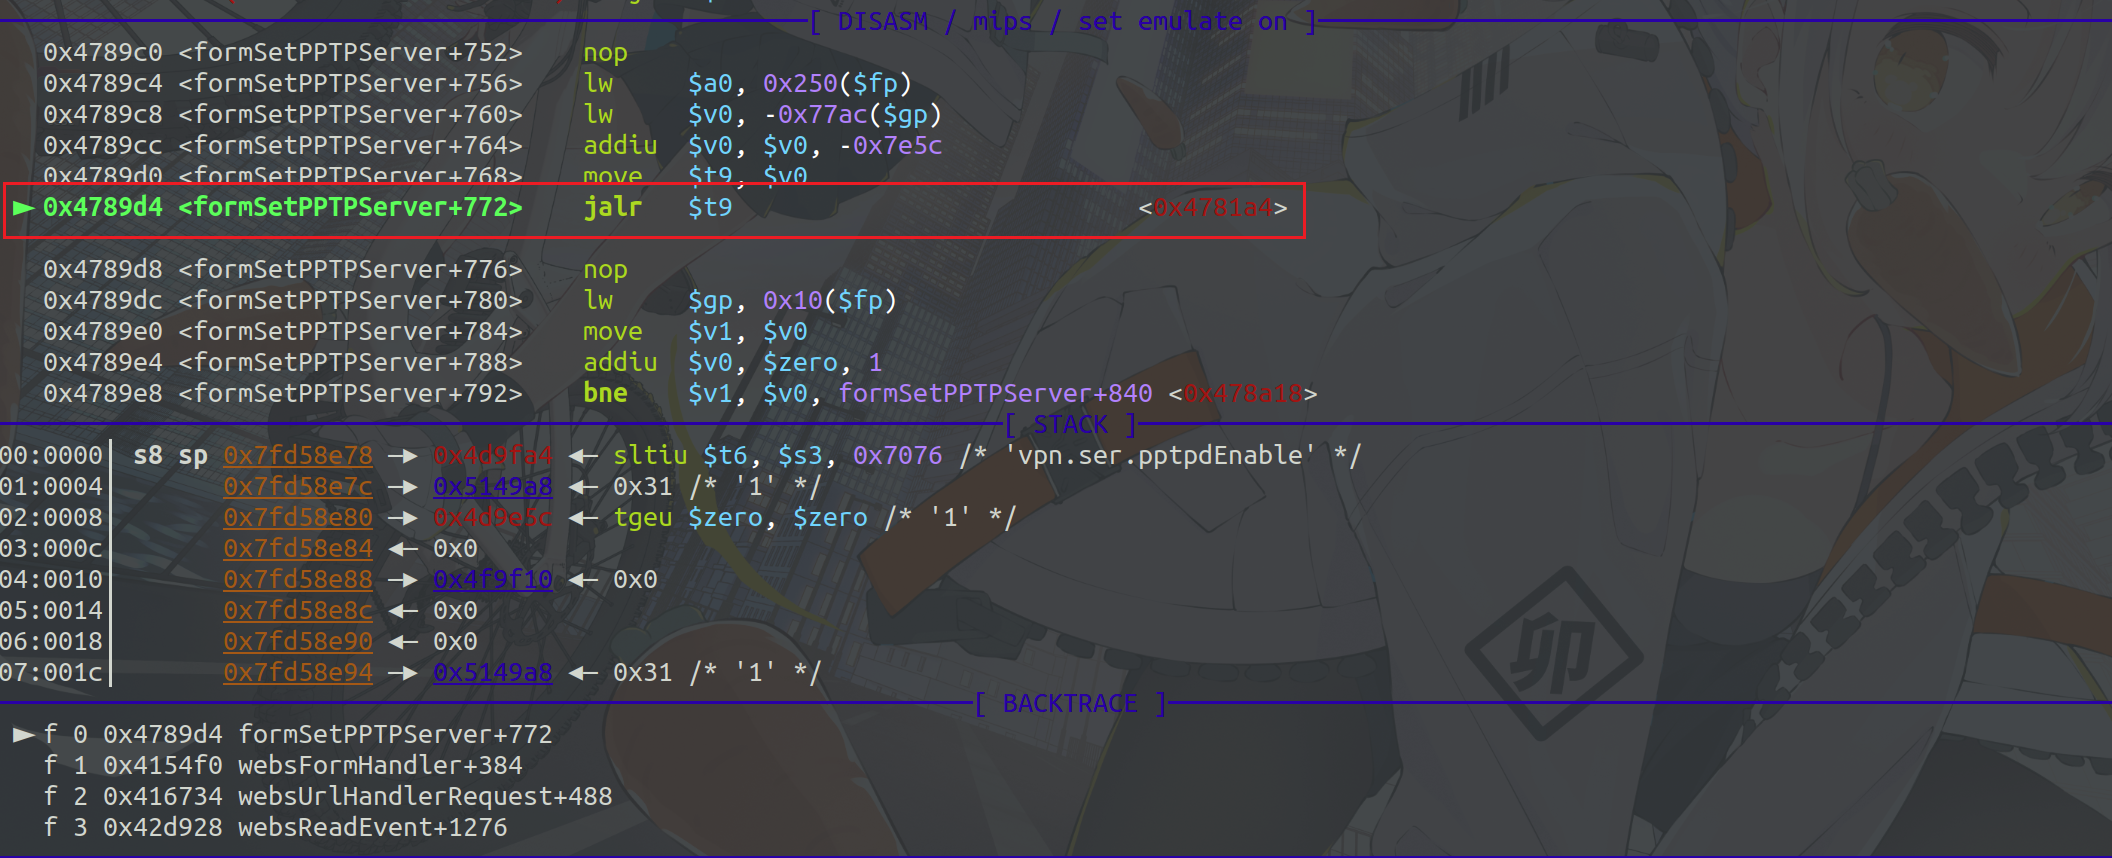 [ DISASM / mips / set emulate on ]
0x4789c0 <formSetPPTPServer+752> nop
0x4789c4 <formSetPPTPServer+756> lw $a0, 0x250($fp)
0x4789c8 <formSetPPTPServer+760> lw $v0, -0x77ac($gp)
0x4789cc <formSetPPTPServer+764> addiu $v0, $v0, -0x7e5c
0x4789d0 <formSetPPTPServer+768> move $t9, $v0
► 0x4789d4 <formSetPPTPServer+772> jalr $t9 <0x4781a4>
0x4789d8 <formSetPPTPServer+776> nop
0x4789dc <formSetPPTPServer+780> lw $gp, 0x10($fp)
0x4789e0 <formSetPPTPServer+784> move $v1, $v0
0x4789e4 <formSetPPTPServer+788> addiu $v0, $zero, 1
0x4789e8 <formSetPPTPServer+792> bne $v1, $v0, formSetPPTPServer+840 <0x478a18>
[ STACK ]
00:0000│ s8 sp 0x7fd58e78 —▸ 0x4d9fa4 ◂— sltiu $t6, $s3, 0x7076 /* 'vpn.ser.pptpdEnable' */
01:0004│ 0x7fd58e7c —▸ 0x5149a8 ◂— 0x31 /* '1' */
02:0008│ 0x7fd58e80 —▸ 0x4d9e5c ◂— tgeu $zero, $zero /* '1' */
03:000c│ 0x7fd58e84 ◂— 0x0
04:0010│ 0x7fd58e88 —▸ 0x4f9f10 ◂— 0x0
05:0014│ 0x7fd58e8c ◂— 0x0
06:0018│ 0x7fd58e90 ◂— 0x0
07:001c│ 0x7fd58e94 —▸ 0x5149a8 ◂— 0x31 /* '1' */
卯
[ BACKTRACE ]
► f 0 0x4789d4 formSetPPTPServer+772
f 1 0x4154f0 websFormHandler+384
f 2 0x416734 websUrlHandlerRequest+488
f 3 0x42d928 websReadEvent+1276